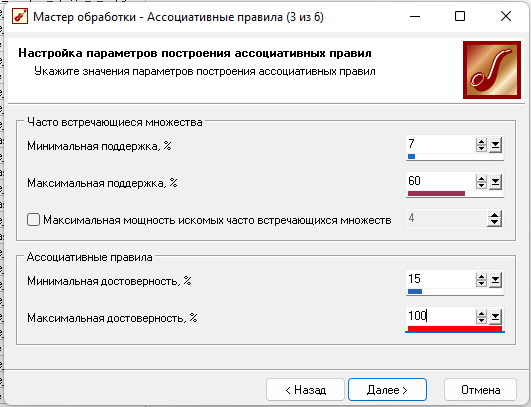 Мастер обработки - Ассоциативные правила (3 из 6)
Настройка параметров построения ассоциативных правил
Укажите значения параметров построения ассоциативных правил
Часто встречающиеся множества
Минимальная поддержка, % 7
Максимальная поддержка, % 60
Максимальная мощность искомых часто встречающихся множеств 4
Ассоциативные правила
Минимальная достоверность, % 15
Максимальная достоверность, % 100
< Назад Далее > Отмена